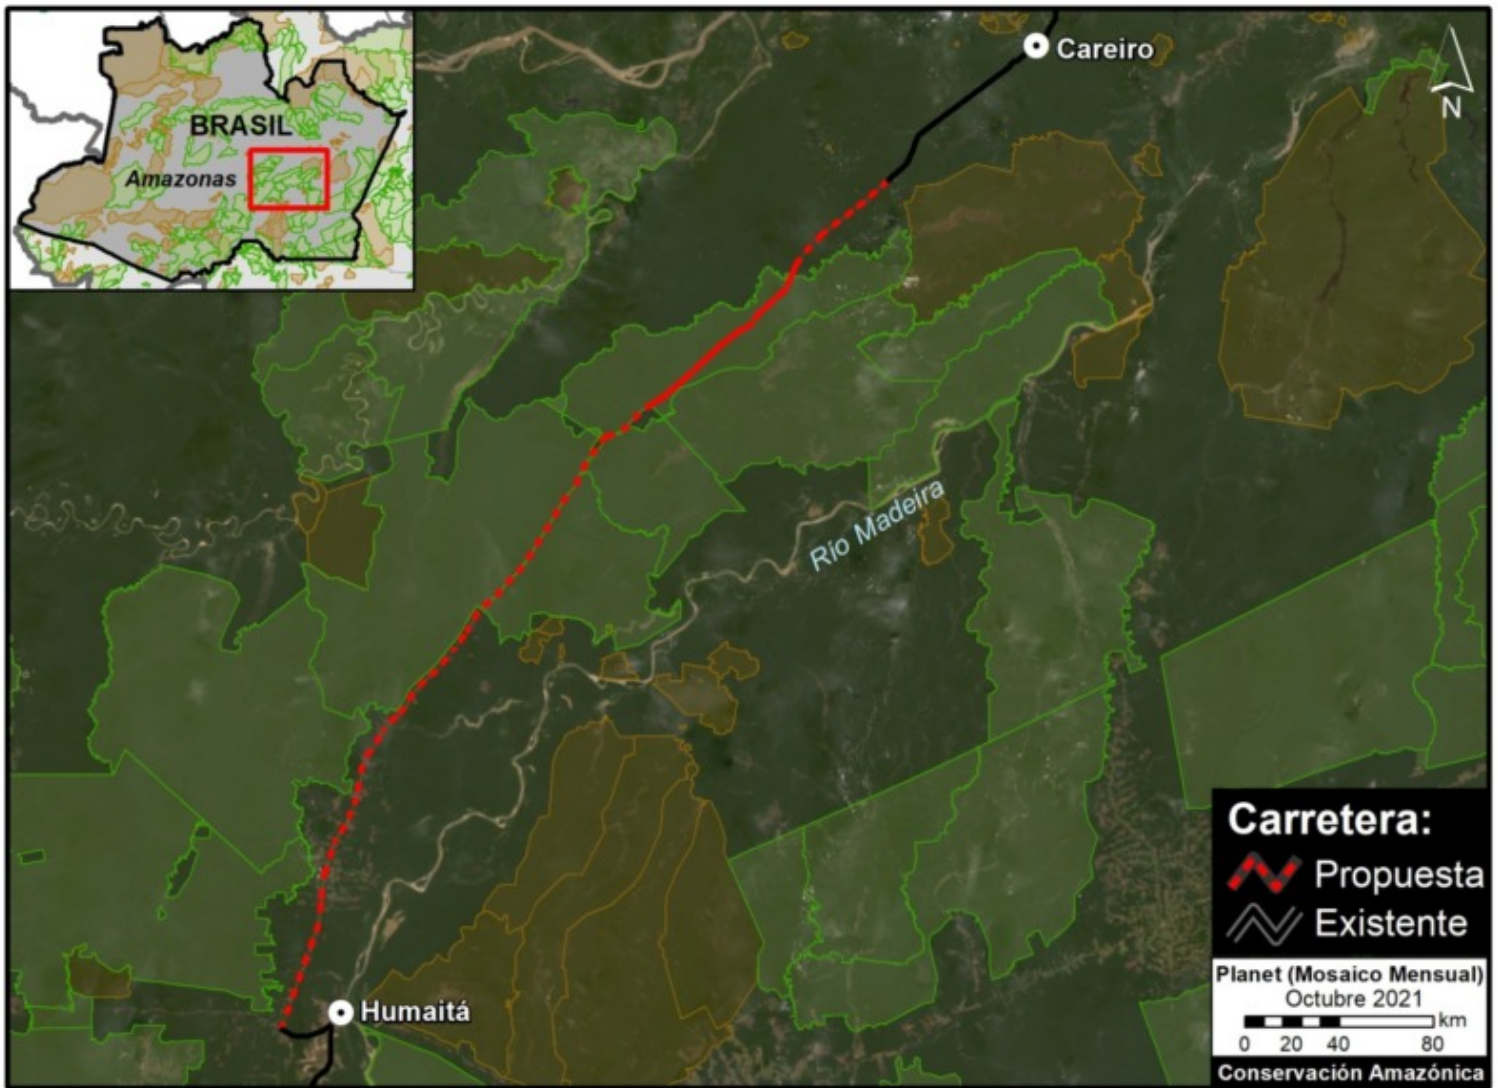 BRASIL
Amazonas
Careiro
N
Río Madeira
Humaitá
Carretera:
Propuesta
Existente
Planet (Mosaico Mensual)
Octubre 2021
km
0 20 40 80
Conservación Amazónica